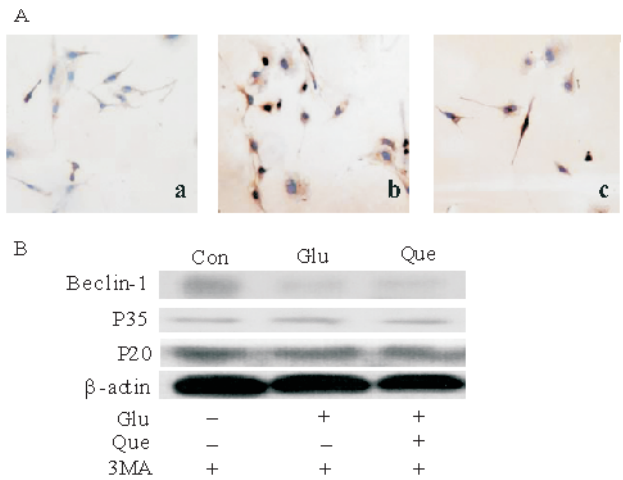 A
a b c
B
Con Glu Que
Beclin-1
P35
P20
β-actin
Glu − + +
Que − − +
3MA + + +